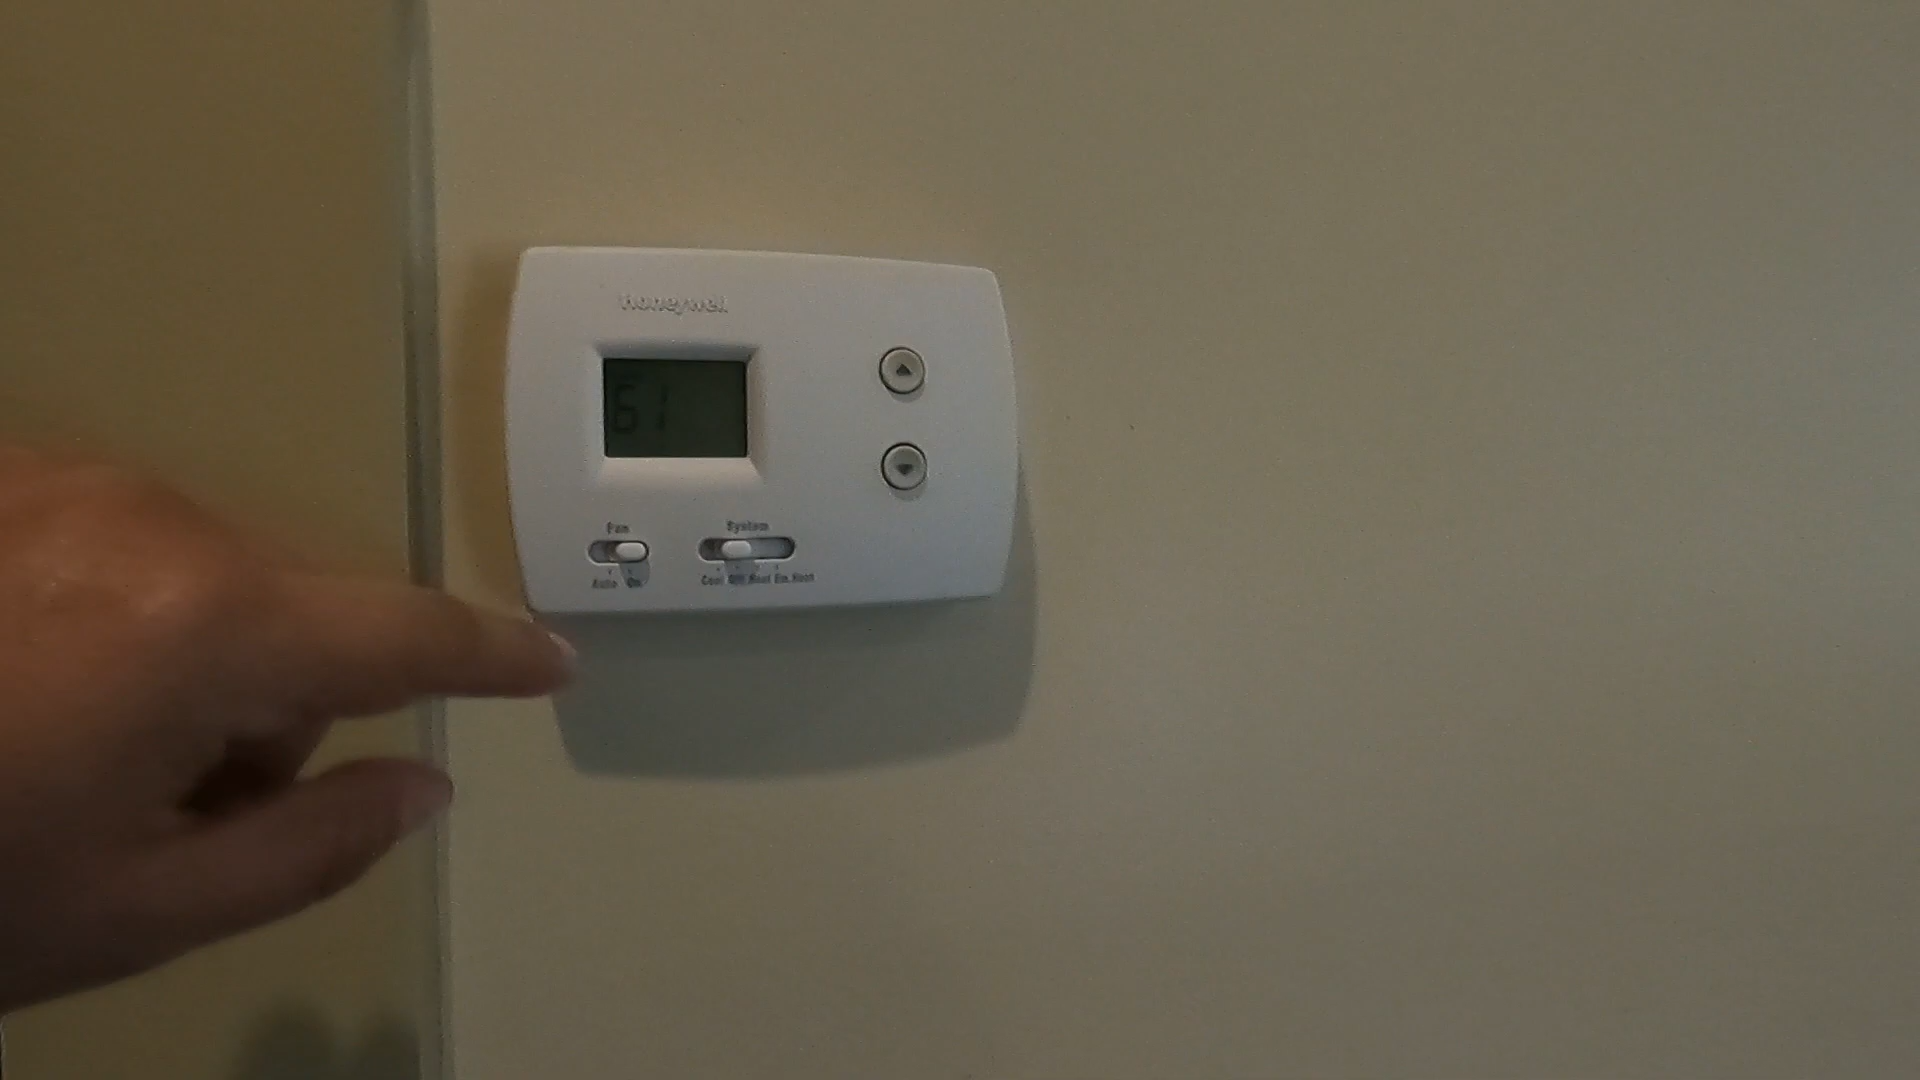 Honeywell
61
Fan
System
Auto On
Cool Off Heat Em.Heat